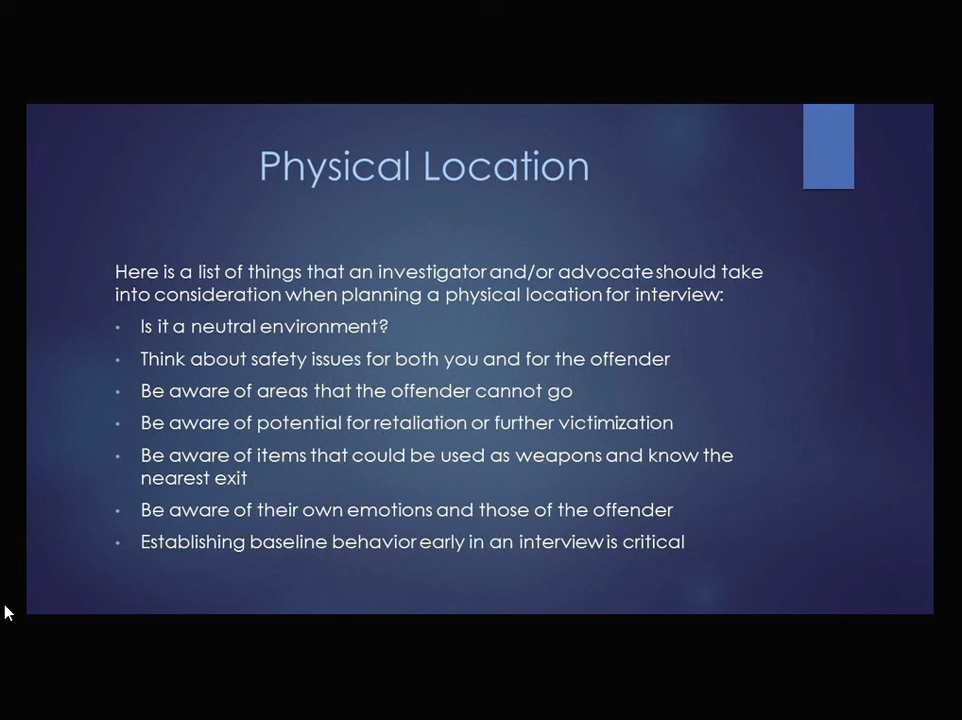 Physical Location
Here is a list of things that an investigator and/or advocate should take
into consideration when planning a physical location for interview:
• Is it a neutral environment?
• Think about safety issues for both you and for the offender
• Be aware of areas that the offender cannot go
• Be aware of potential for retaliation or further victimization
• Be aware of items that could be used as weapons and know the
nearest exit
• Be aware of their own emotions and those of the offender
• Establishing baseline behavior early in an interview is critical